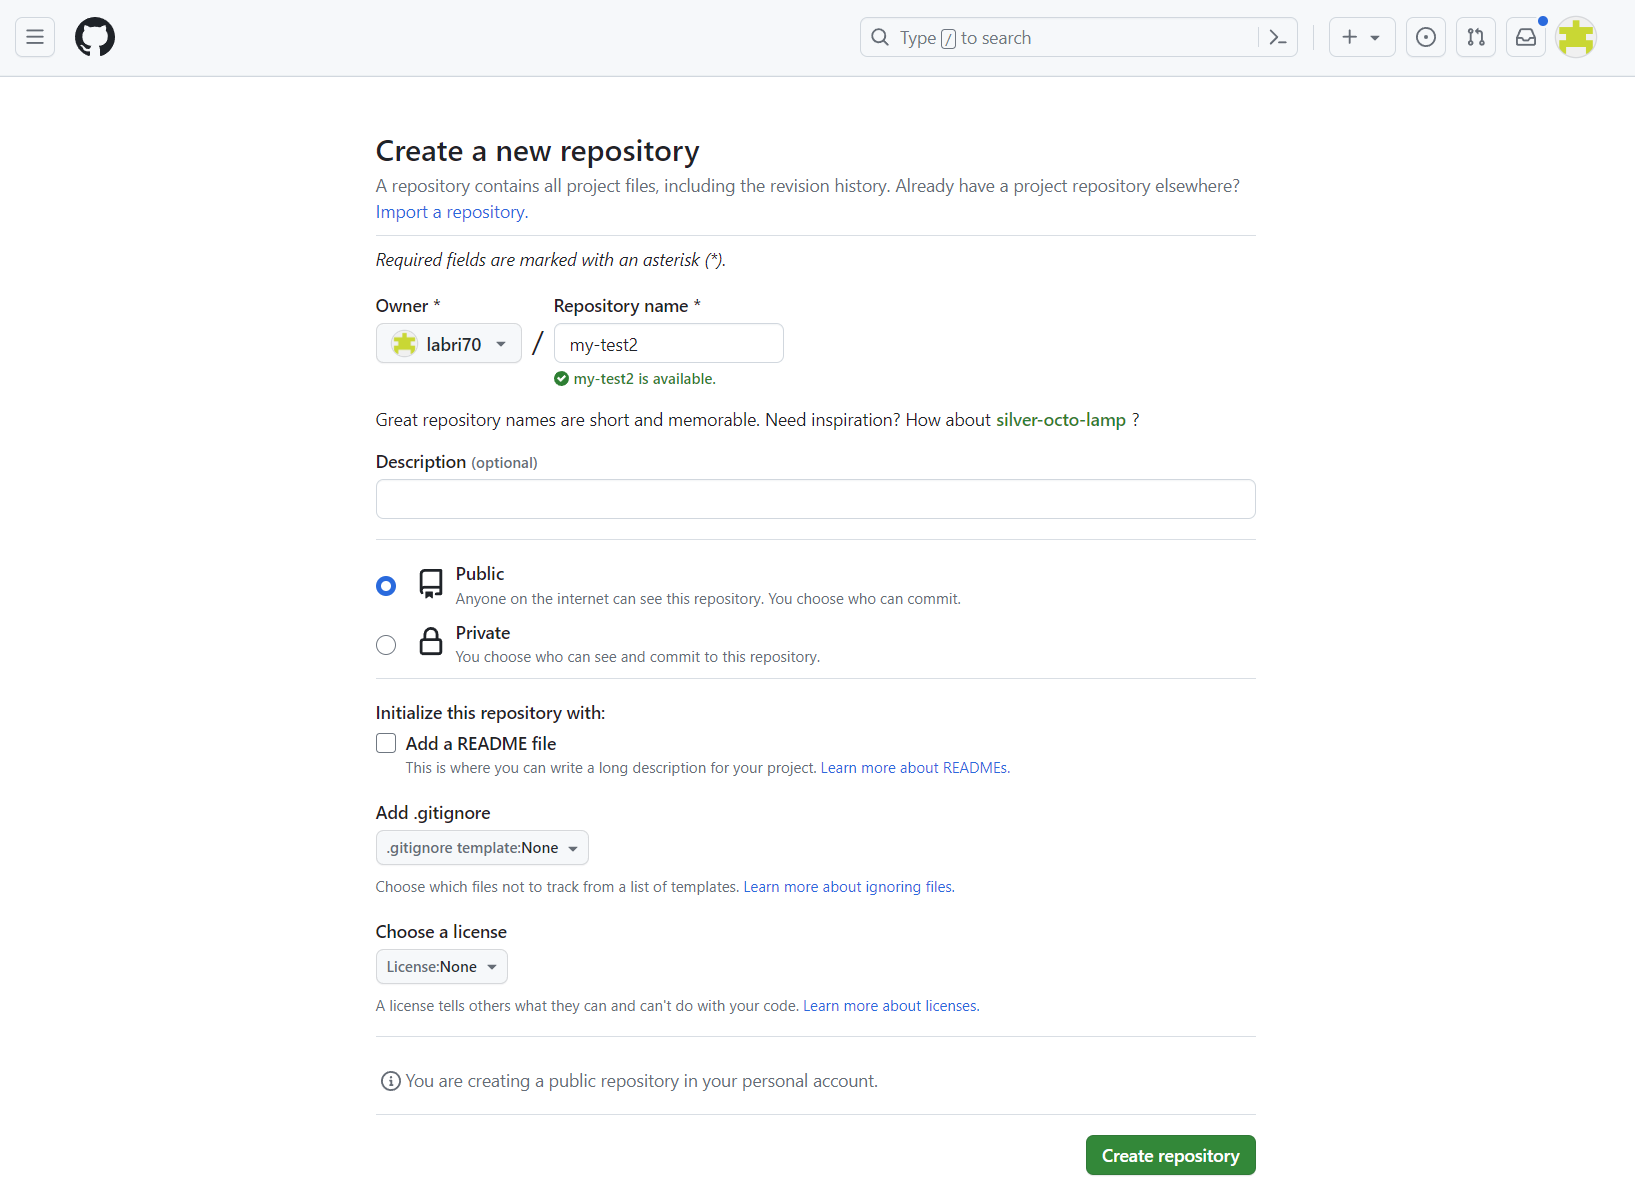 Type / to search
Create a new repository
A repository contains all project files, including the revision history. Already have a project repository elsewhere?
Import a repository.
Required fields are marked with an asterisk (*).
Owner * Repository name *
labri70 / my-test2
my-test2 is available.
Great repository names are short and memorable. Need inspiration? How about silver-octo-lamp ?
Description (optional)
Public
Anyone on the internet can see this repository. You choose who can commit.
Private
You choose who can see and commit to this repository.
Initialize this repository with:
Add a README file
This is where you can write a long description for your project. Learn more about READMEs.
Add .gitignore
.gitignore template:None
Choose which files not to track from a list of templates. Learn more about ignoring files.
Choose a license
License:None
A license tells others what they can and can't do with your code. Learn more about licenses.
You are creating a public repository in your personal account.
Create repository